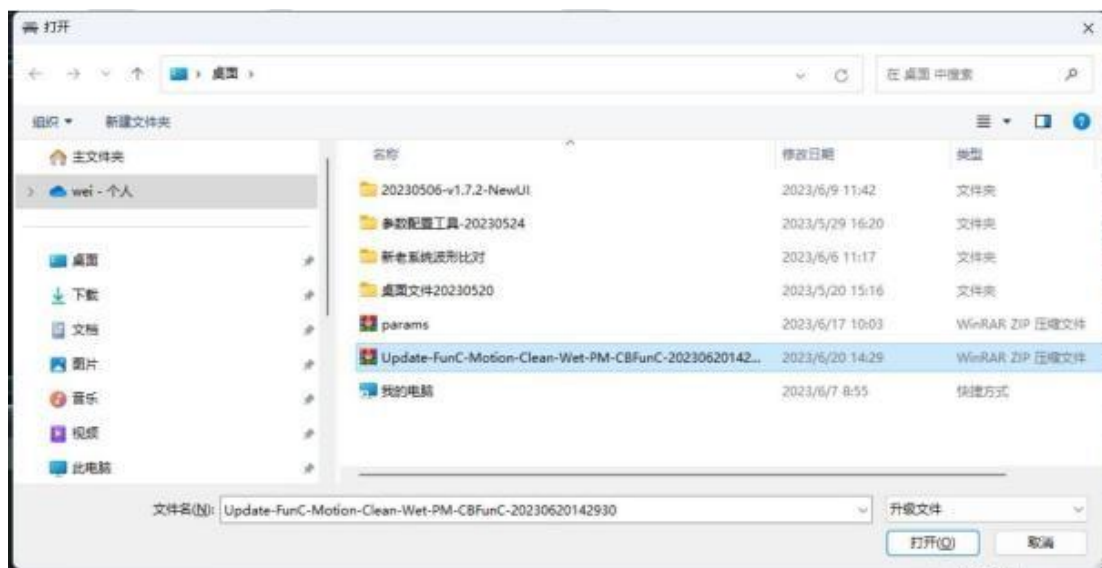 打开
桌面
在 桌面 中搜索
组织 新建文件夹
主文件夹
wei - 个人
桌面
下载
文档
图片
音乐
视频
此电脑
名称 修改日期 类型
20230506-v1.7.2-NewUI 2023/6/9 11:42 文件夹
参数配置工具-20230524 2023/5/29 16:20 文件夹
新老系统波形比对 2023/6/6 11:17 文件夹
桌面文件20230520 2023/5/20 15:16 文件夹
params 2023/6/17 10:03 WinRAR ZIP 压缩文件
Update-FunC-Motion-Clean-Wet-PM-CBFunC-20230620142... 2023/6/20 14:29 WinRAR ZIP 压缩文件
我的电脑 2023/6/7 8:55 快捷方式
文件名(N): Update-FunC-Motion-Clean-Wet-PM-CBFunC-20230620142930 升级文件
打开(O) 取消